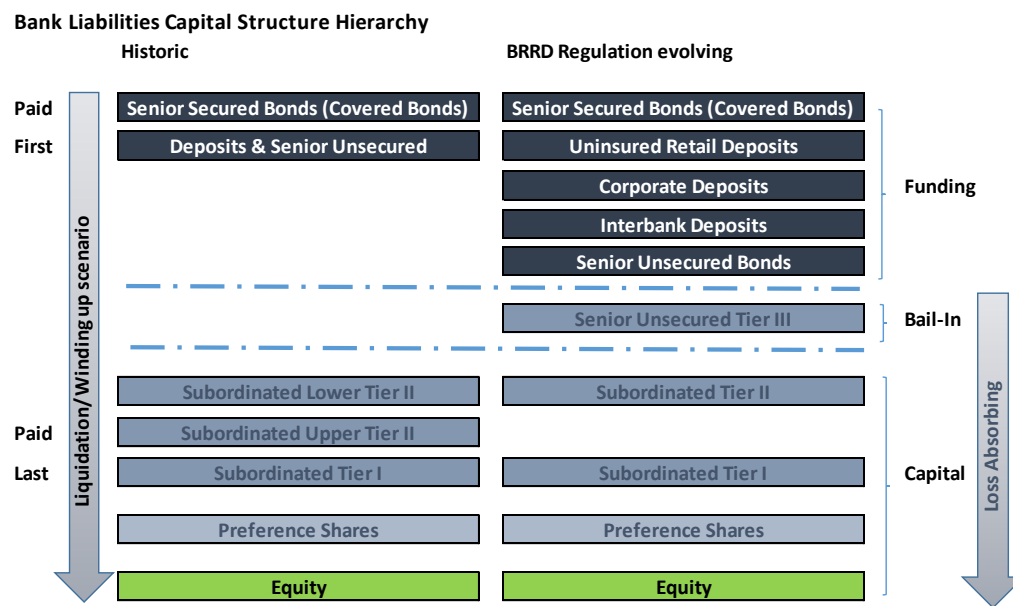 Bank Liabilities Capital Structure Hierarchy
Historic
BRRD Regulation evolving
Paid
Senior Secured Bonds (Covered Bonds)
Senior Secured Bonds (Covered Bonds)
First
Deposits & Senior Unsecured
Uninsured Retail Deposits
Corporate Deposits
Funding
Interbank Deposits
Senior Unsecured Bonds
Liquidation/Winding up scenario
Senior Unsecured Tier III
Bail-In
Subordinated Lower Tier II
Subordinated Tier II
Paid
Subordinated Upper Tier II
Last
Subordinated Tier I
Subordinated Tier I
Capital
Loss Absorbing
Preference Shares
Preference Shares
Equity
Equity